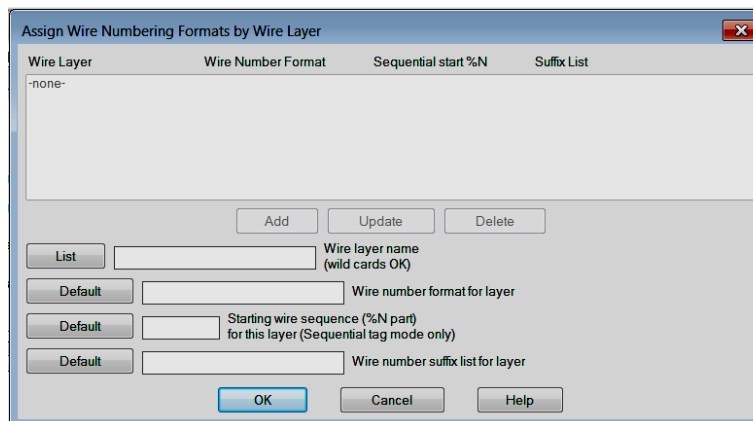 Assign Wire Numbering Formats by Wire Layer
Wire Layer Wire Number Format Sequential start %N Suffix List
-none-
Add Update Delete
List Wire layer name
(wild cards OK)
Default Wire number format for layer
Default Starting wire sequence (%N part)
for this layer (Sequential tag mode only)
Default Wire number suffix list for layer
OK Cancel Help